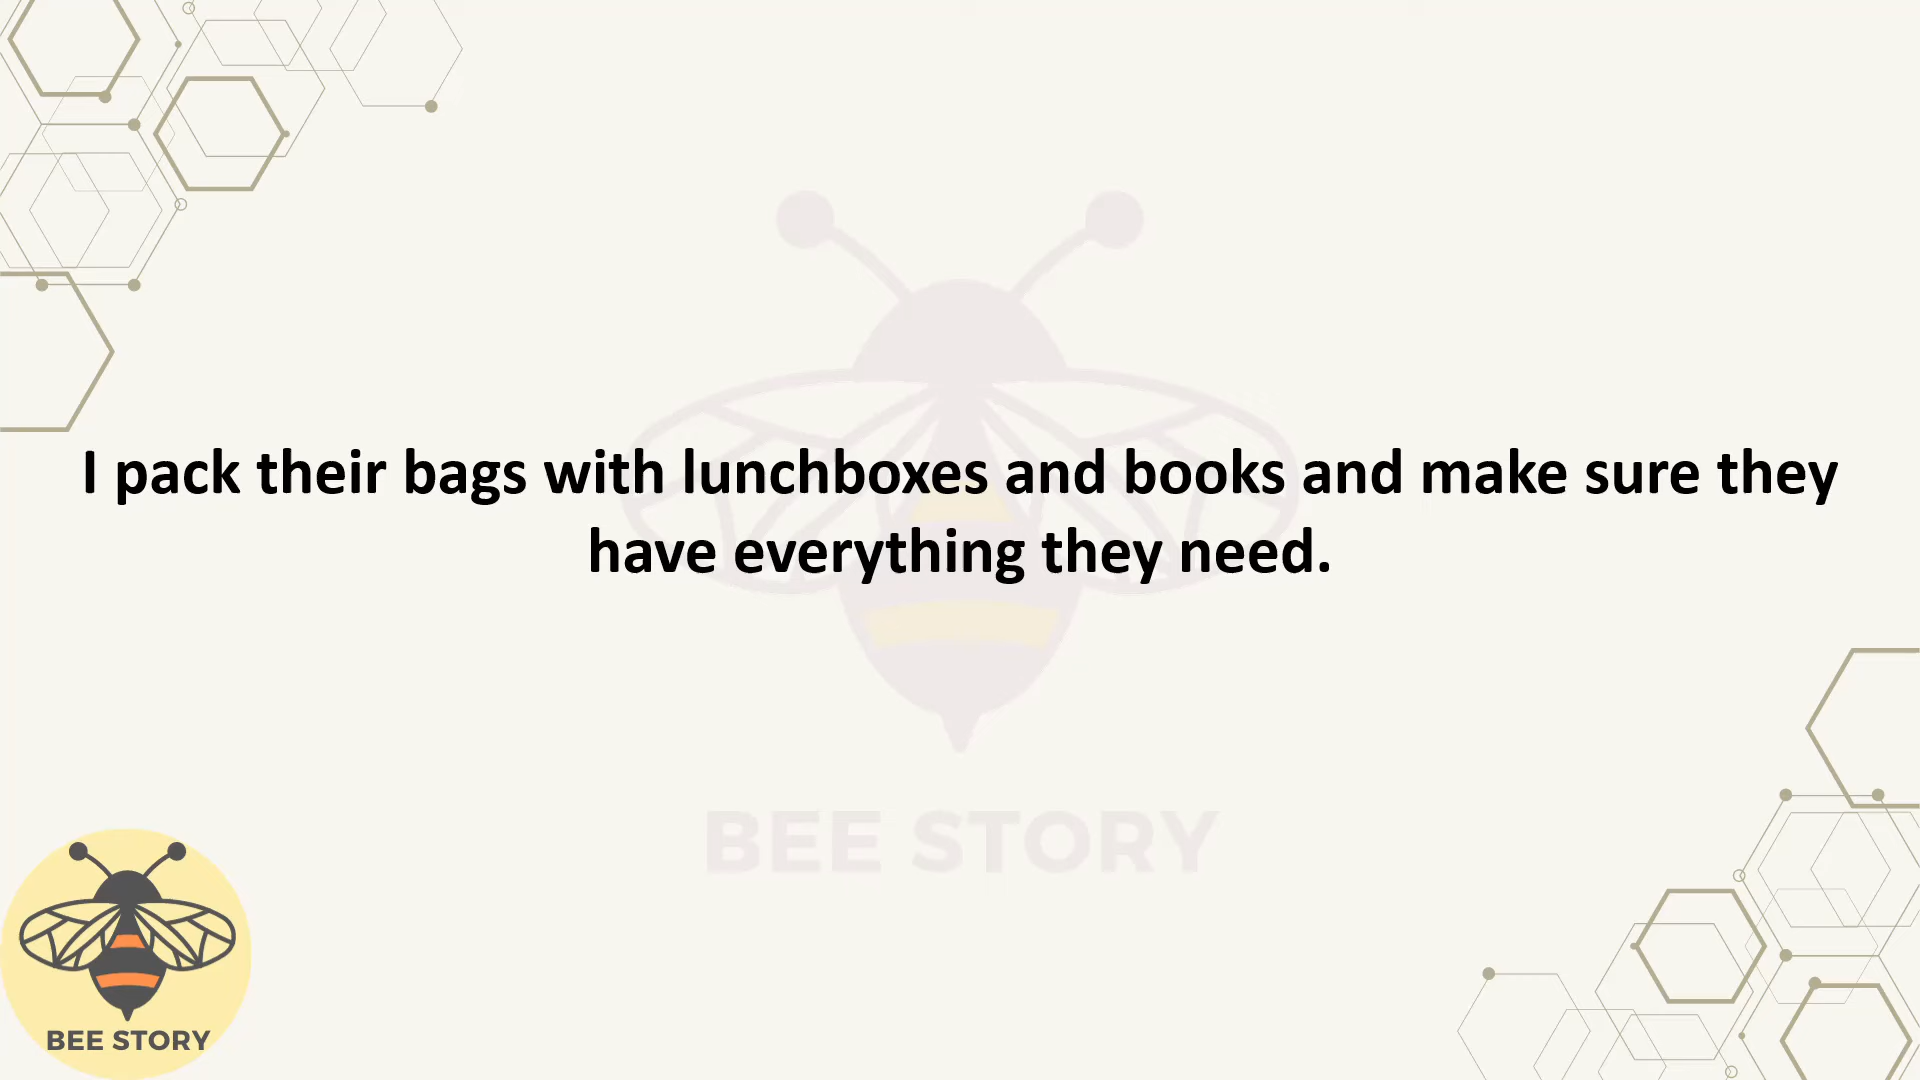 I pack their bags with lunchboxes and books and make sure they
have everything they need.
BEE STORY
BEE STORY